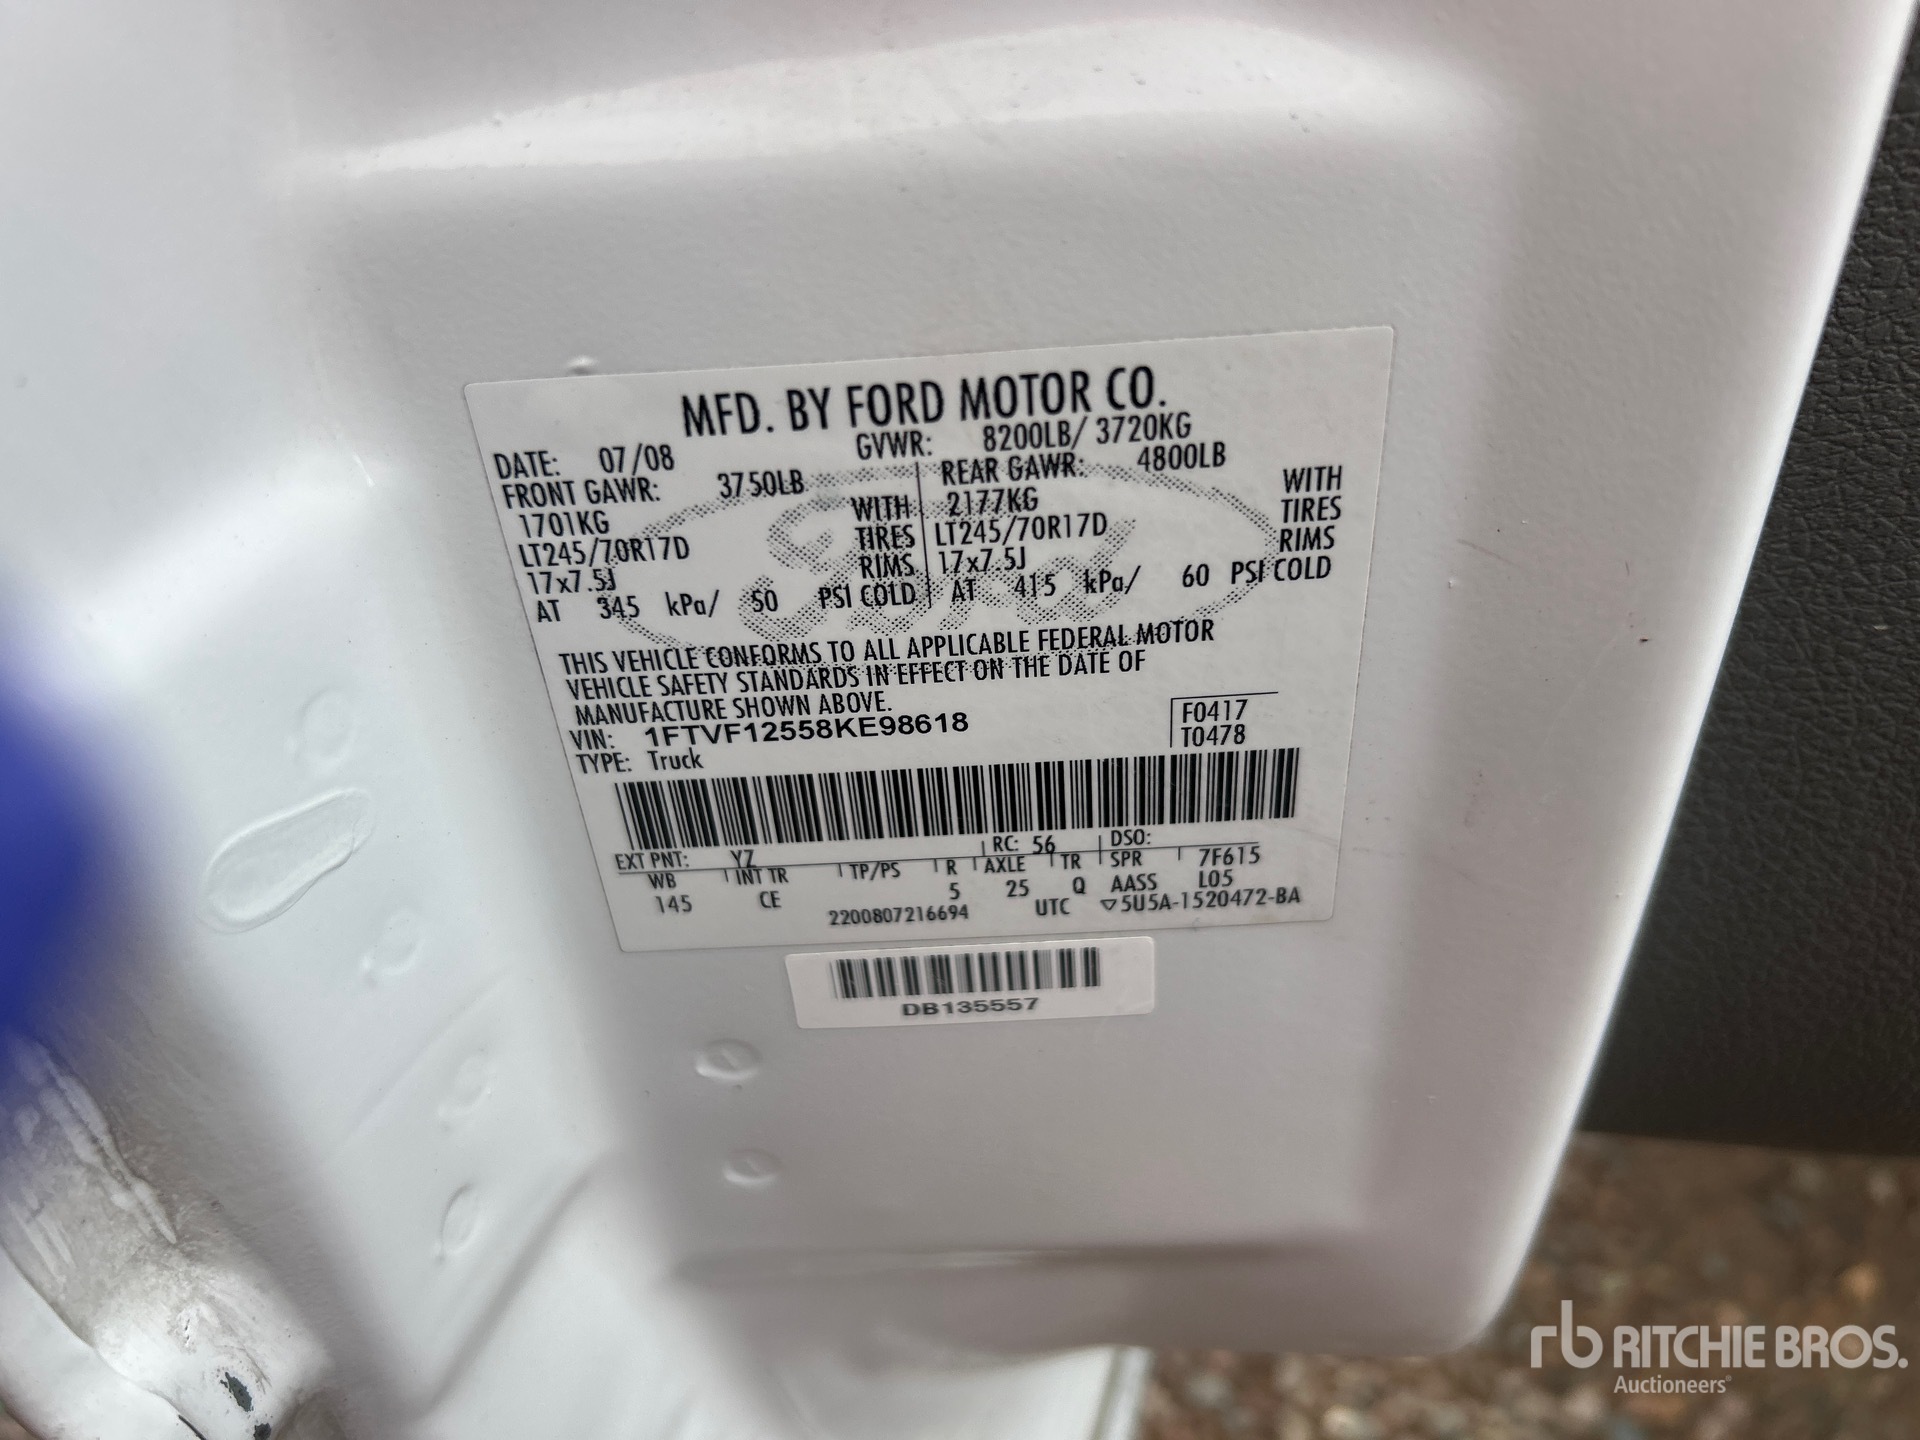 MFD. BY FORD MOTOR CO.
DATE: 07/08 GVWR: 8200LB/ 3720KG
FRONT GAWR: 3750LB REAR GAWR: 4800LB
1701KG WITH 2177KG WITH
LT245/70R17D TIRES LT245/70R17D TIRES
17x7.5J RIMS 17x7.5J RIMS
AT 345 kPa/ 50 PSI COLD AT 415 kPa/ 60 PSI COLD
Ford
THIS VEHICLE CONFORMS TO ALL APPLICABLE FEDERAL MOTOR
VEHICLE SAFETY STANDARDS IN EFFECT ON THE DATE OF
MANUFACTURE SHOWN ABOVE.
VIN: 1FTVF12558KE98618 F0417
TYPE: Truck T0478
EXT PNT: YZ RC: 56 DSO:
WB INT TR TP/PS R AXLE TR SPR 7F615
145 CE 5 25 Q AASS L05
2200807216694 UTC ▽5U5A-1520472-BA
DB135557
rb RITCHIE BROS.
Auctioneers®